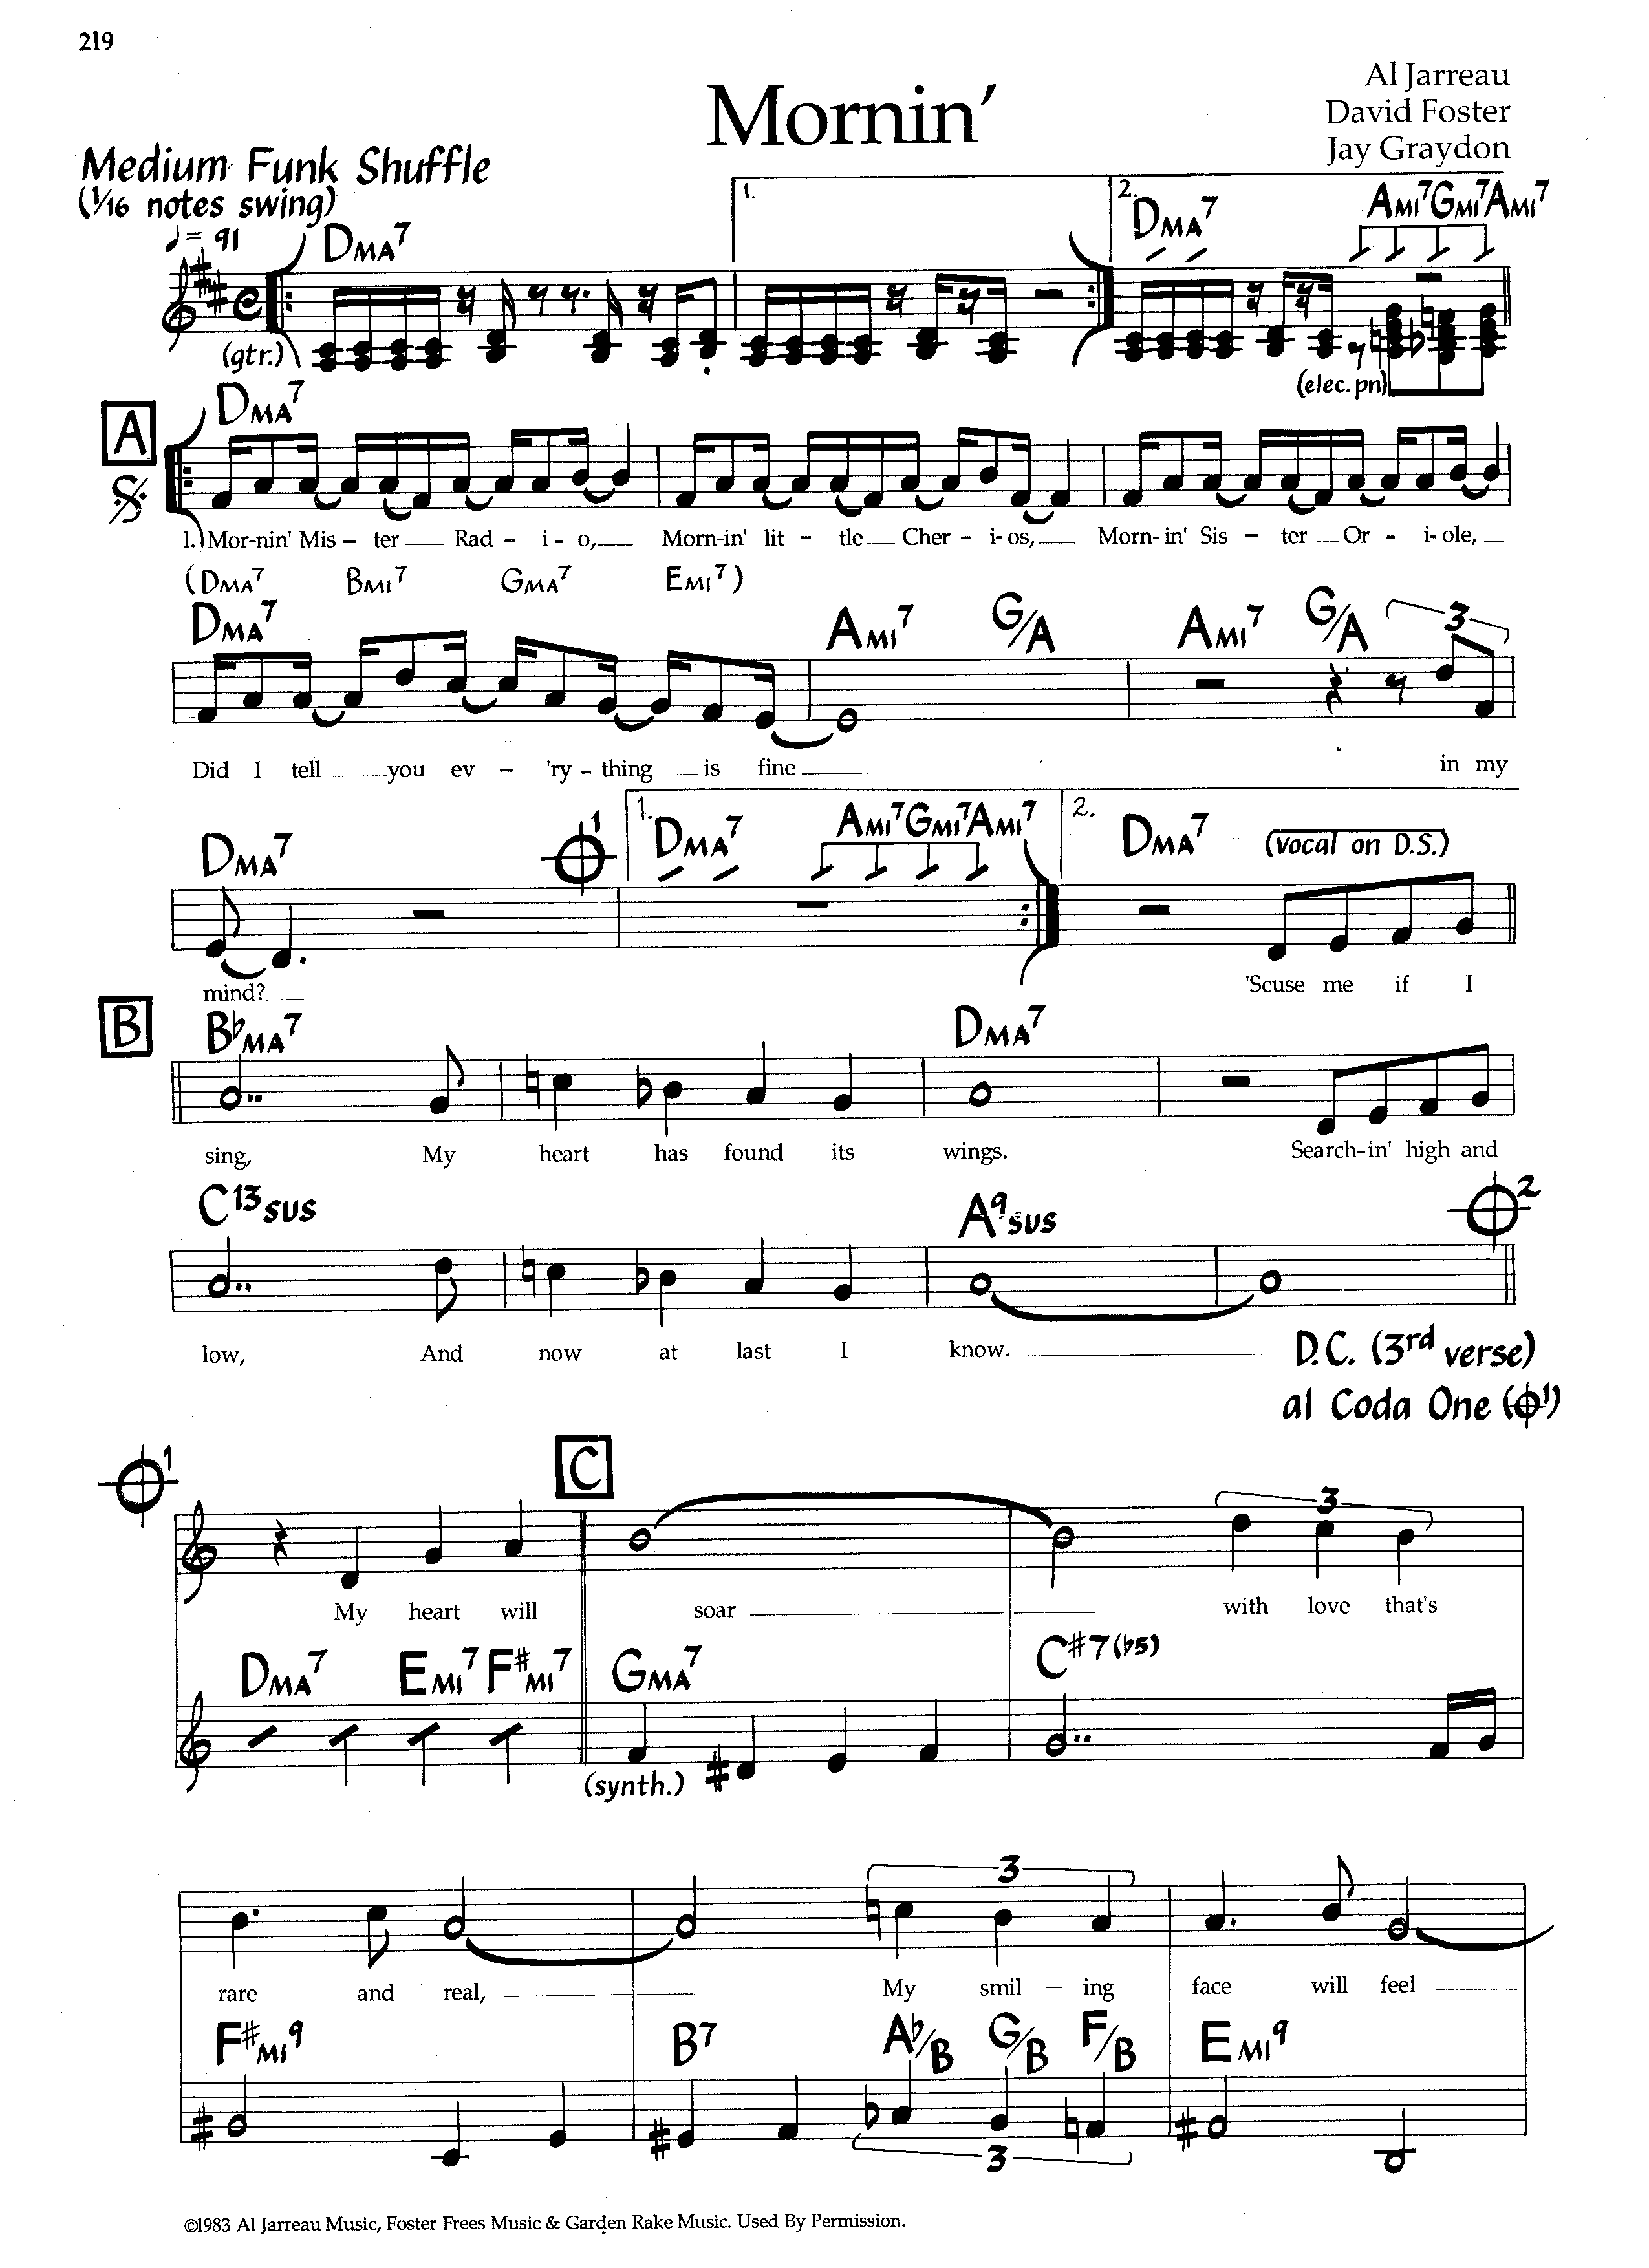 219
Mornin'
Al Jarreau
David Foster
Jay Graydon
Medium Funk Shuffle
(1/16 notes swing)
♩= 91
1. 2.
DMA7 DMA7 AMI7 GMI7 AMI7
(gtr.) (elec. pn)
A
DMA7
1. Mor-nin' Mis – ter Rad – i – o, Morn-in' lit – tle Cher – i-os, Morn-in' Sis – ter Or – i-ole,
(DMA7 BMI7 GMA7 EMI7)
DMA7 AMI7 G/A AMI7 G/A 3
Did I tell you ev – 'ry – thing is fine in my
DMA7 1 1. DMA7 AMI7 GMI7 AMI7 2. DMA7 (vocal on D.S.)
mind? 'Scuse me if I
B
B♭MA7 DMA7
sing, My heart has found its wings. Search-in' high and
C13SUS A9SUS 2
low, And now at last I know.
D.C. (3rd verse)
al Coda One (𝄌1)
1 C
3
My heart will soar with love that's
DMA7 EMI7 F#MI7 GMA7 C#7(♭5)
(synth.)
3
rare and real, My smil – ing face will feel
F#MI9 B7 A♭/B G/B F/B EMI9
3
©1983 Al Jarreau Music, Foster Frees Music & Garden Rake Music. Used By Permission.